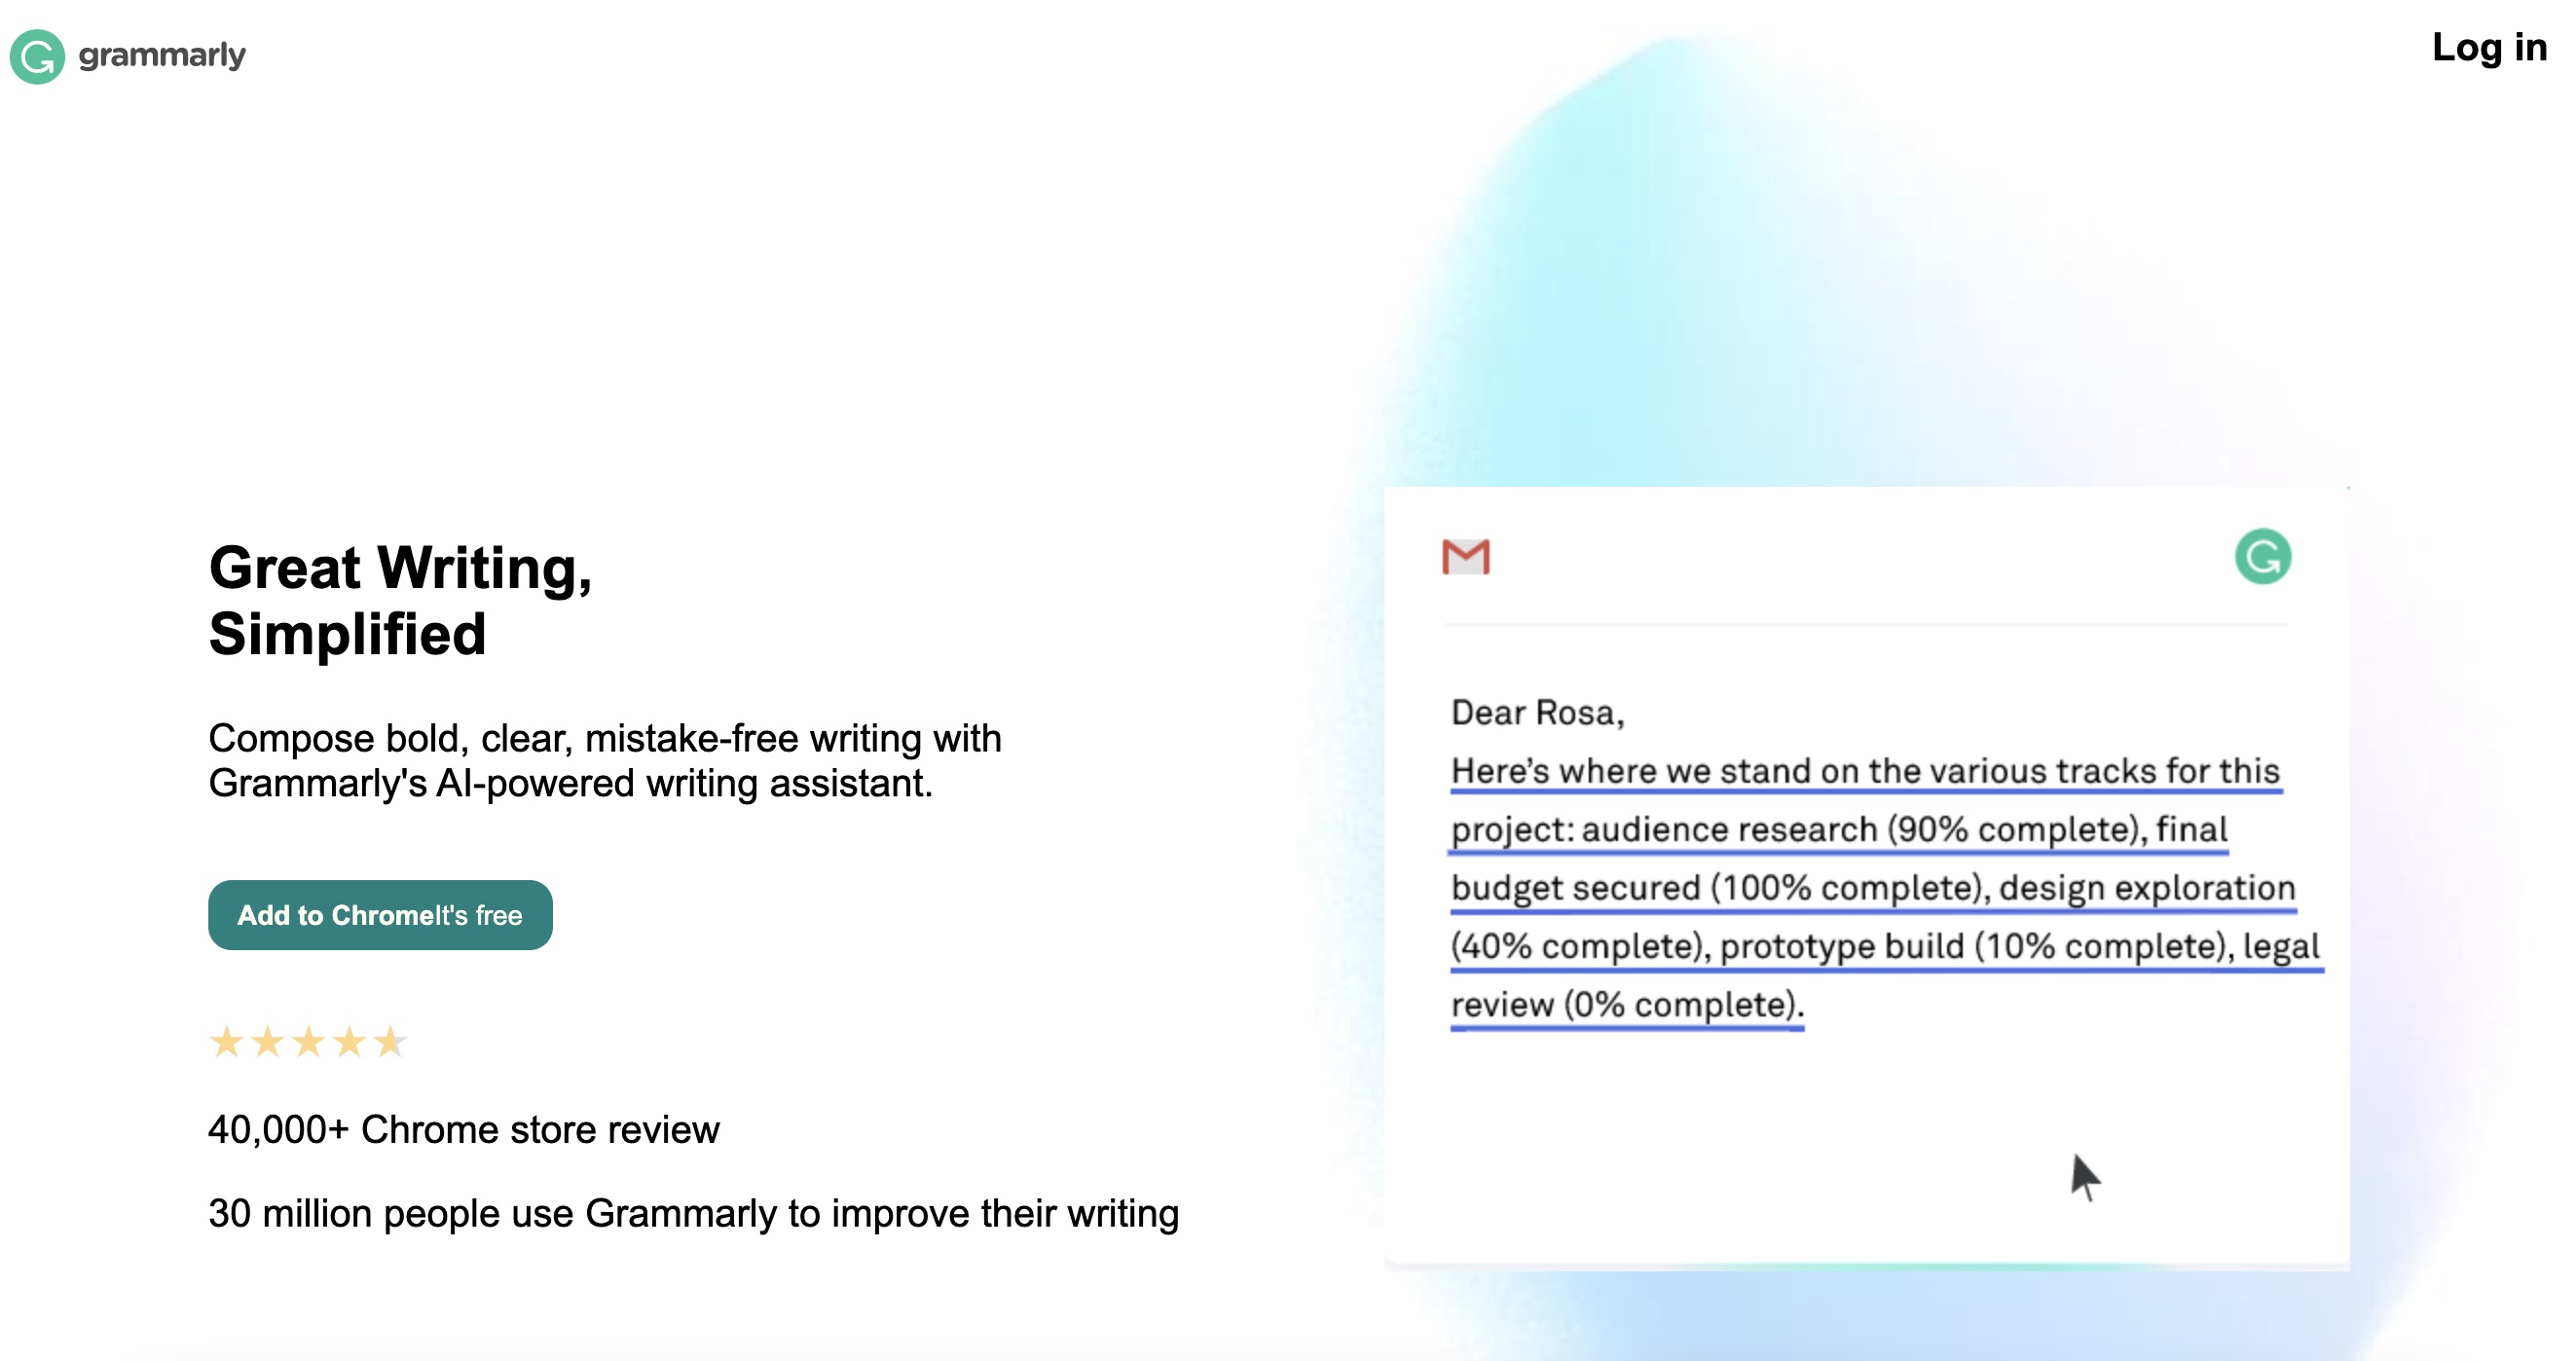 grammarly
Log in
Great Writing,
Simplified
Compose bold, clear, mistake-free writing with
Grammarly's AI-powered writing assistant.
Add to ChromeIt's free
40,000+ Chrome store review
30 million people use Grammarly to improve their writing
Dear Rosa,
Here’s where we stand on the various tracks for this
project: audience research (90% complete), final
budget secured (100% complete), design exploration
(40% complete), prototype build (10% complete), legal
review (0% complete).